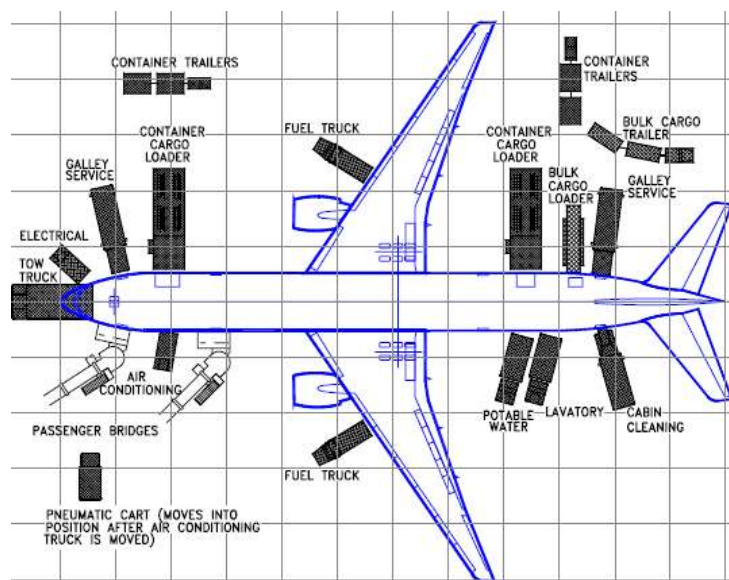 CONTAINER TRAILERS
CONTAINER
TRAILERS
FUEL TRUCK
BULK CARGO
TRAILER
CONTAINER
CARGO
LOADER
CONTAINER
CARGO
LOADER
GALLEY
SERVICE
BULK
CARGO
LOADER
GALLEY
SERVICE
ELECTRICAL
TOW
TRUCK
AIR
CONDITIONING
POTABLE
WATER
LAVATORY
CABIN
CLEANING
PASSENGER BRIDGES
FUEL TRUCK
PNEUMATIC CART (MOVES INTO
POSITION AFTER AIR CONDITIONING
TRUCK IS MOVED)